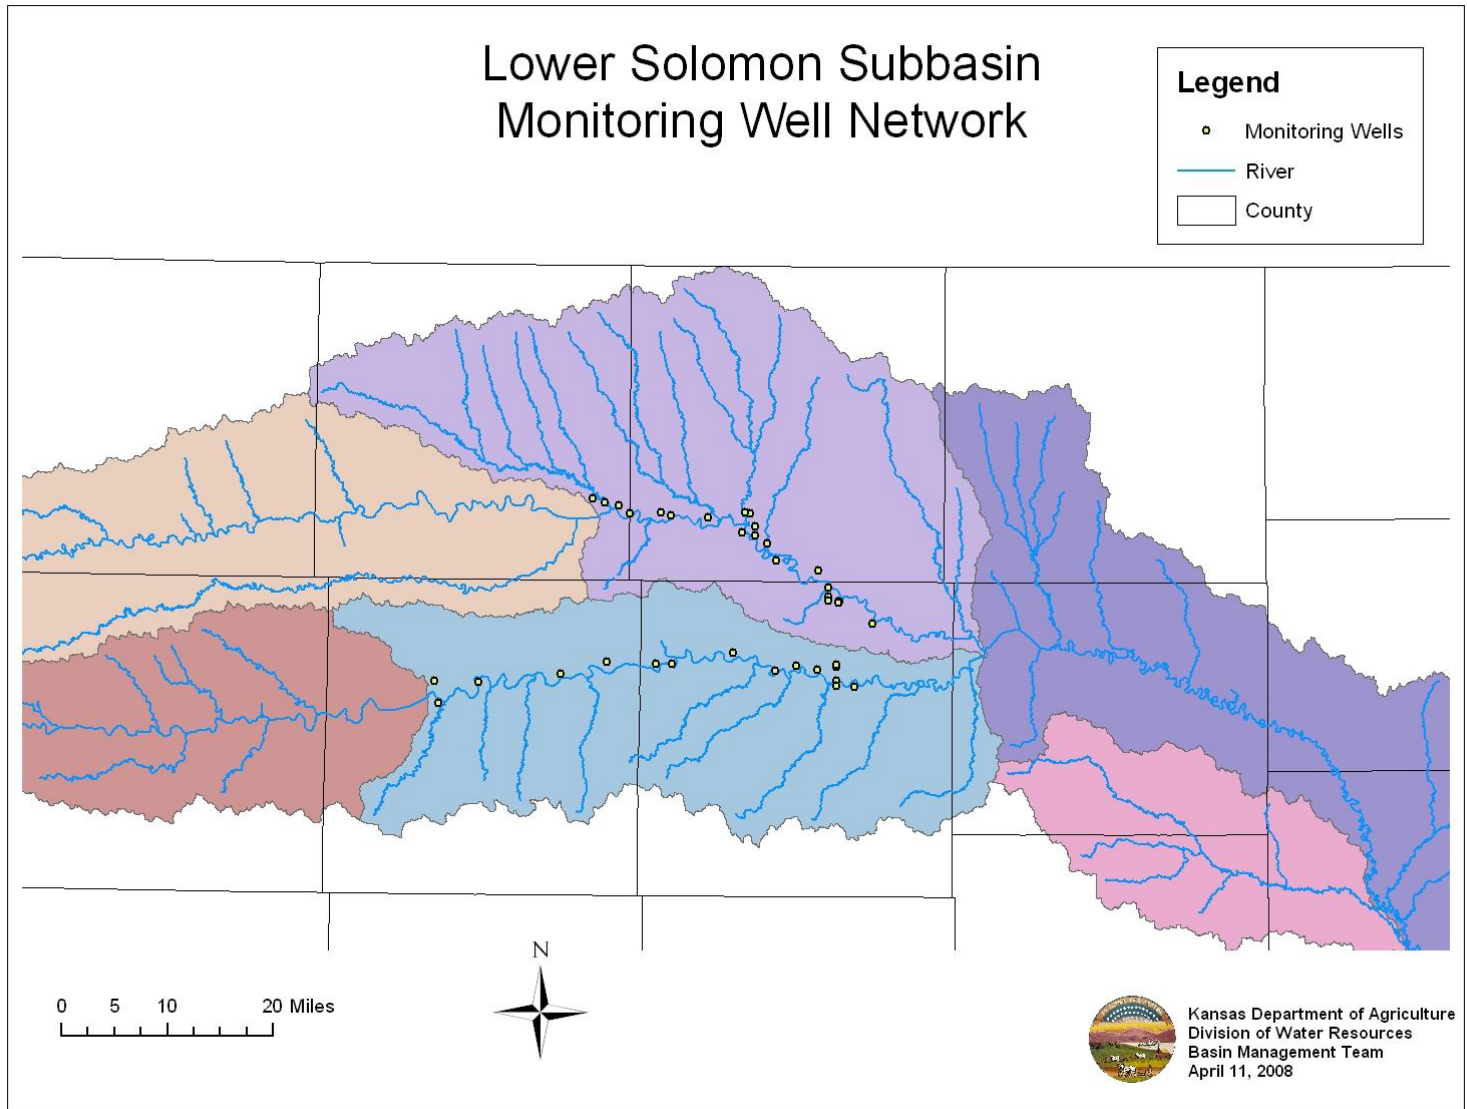 Lower Solomon Subbasin
Monitoring Well Network
Legend
Monitoring Wells
River
County
N
0 5 10 20 Miles
Kansas Department of Agriculture
Division of Water Resources
Basin Management Team
April 11, 2008